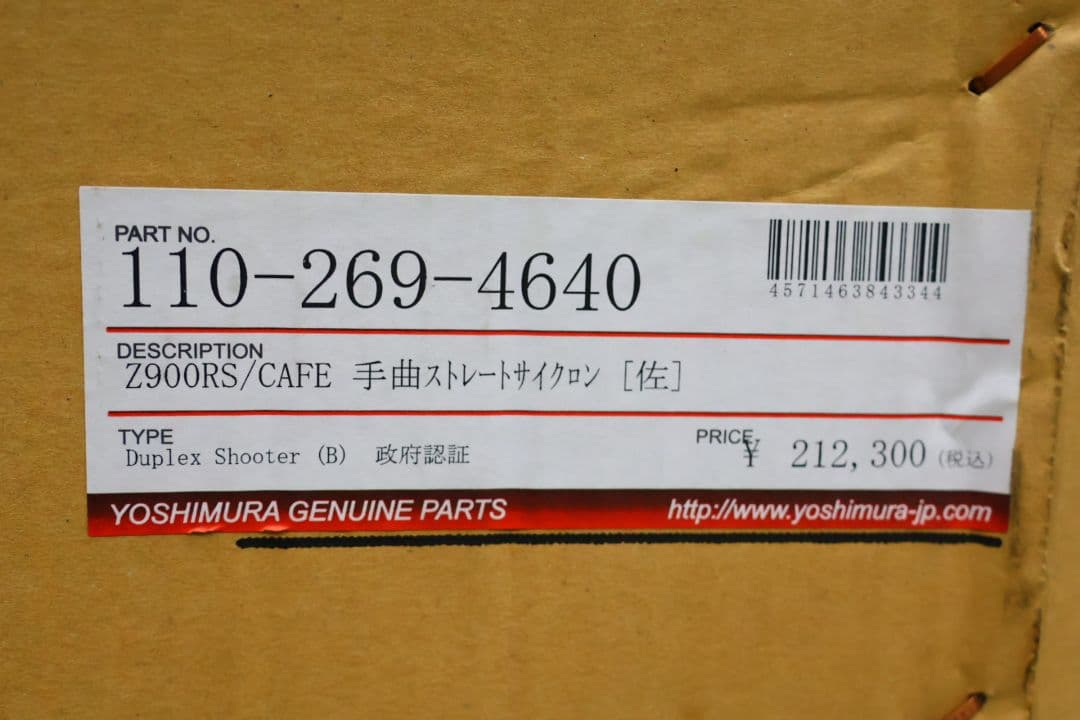 PART NO.
110-269-4640
4571463843344
DESCRIPTION
Z900RS/CAFE 手曲ｽﾄﾚｰﾄｻｲｸﾛﾝ [佐]
TYPE
Duplex Shooter (B) 政府認証
PRICE
¥ 212,300 (税込)
YOSHIMURA GENUINE PARTS
http://www.yoshimura-jp.com